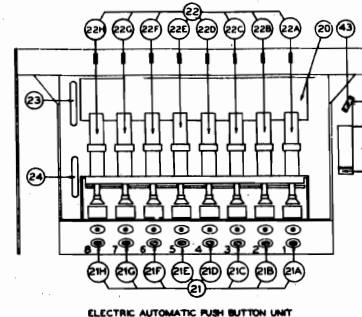 22
22H 22G 22F 22E 22D 22C 22B 22A 20 43
23
24
8 7 6 5 4 3 2 1
21H 21G 21F 21E 21D 21C 21B 21A
21
ELECTRIC AUTOMATIC PUSH BUTTON UNIT